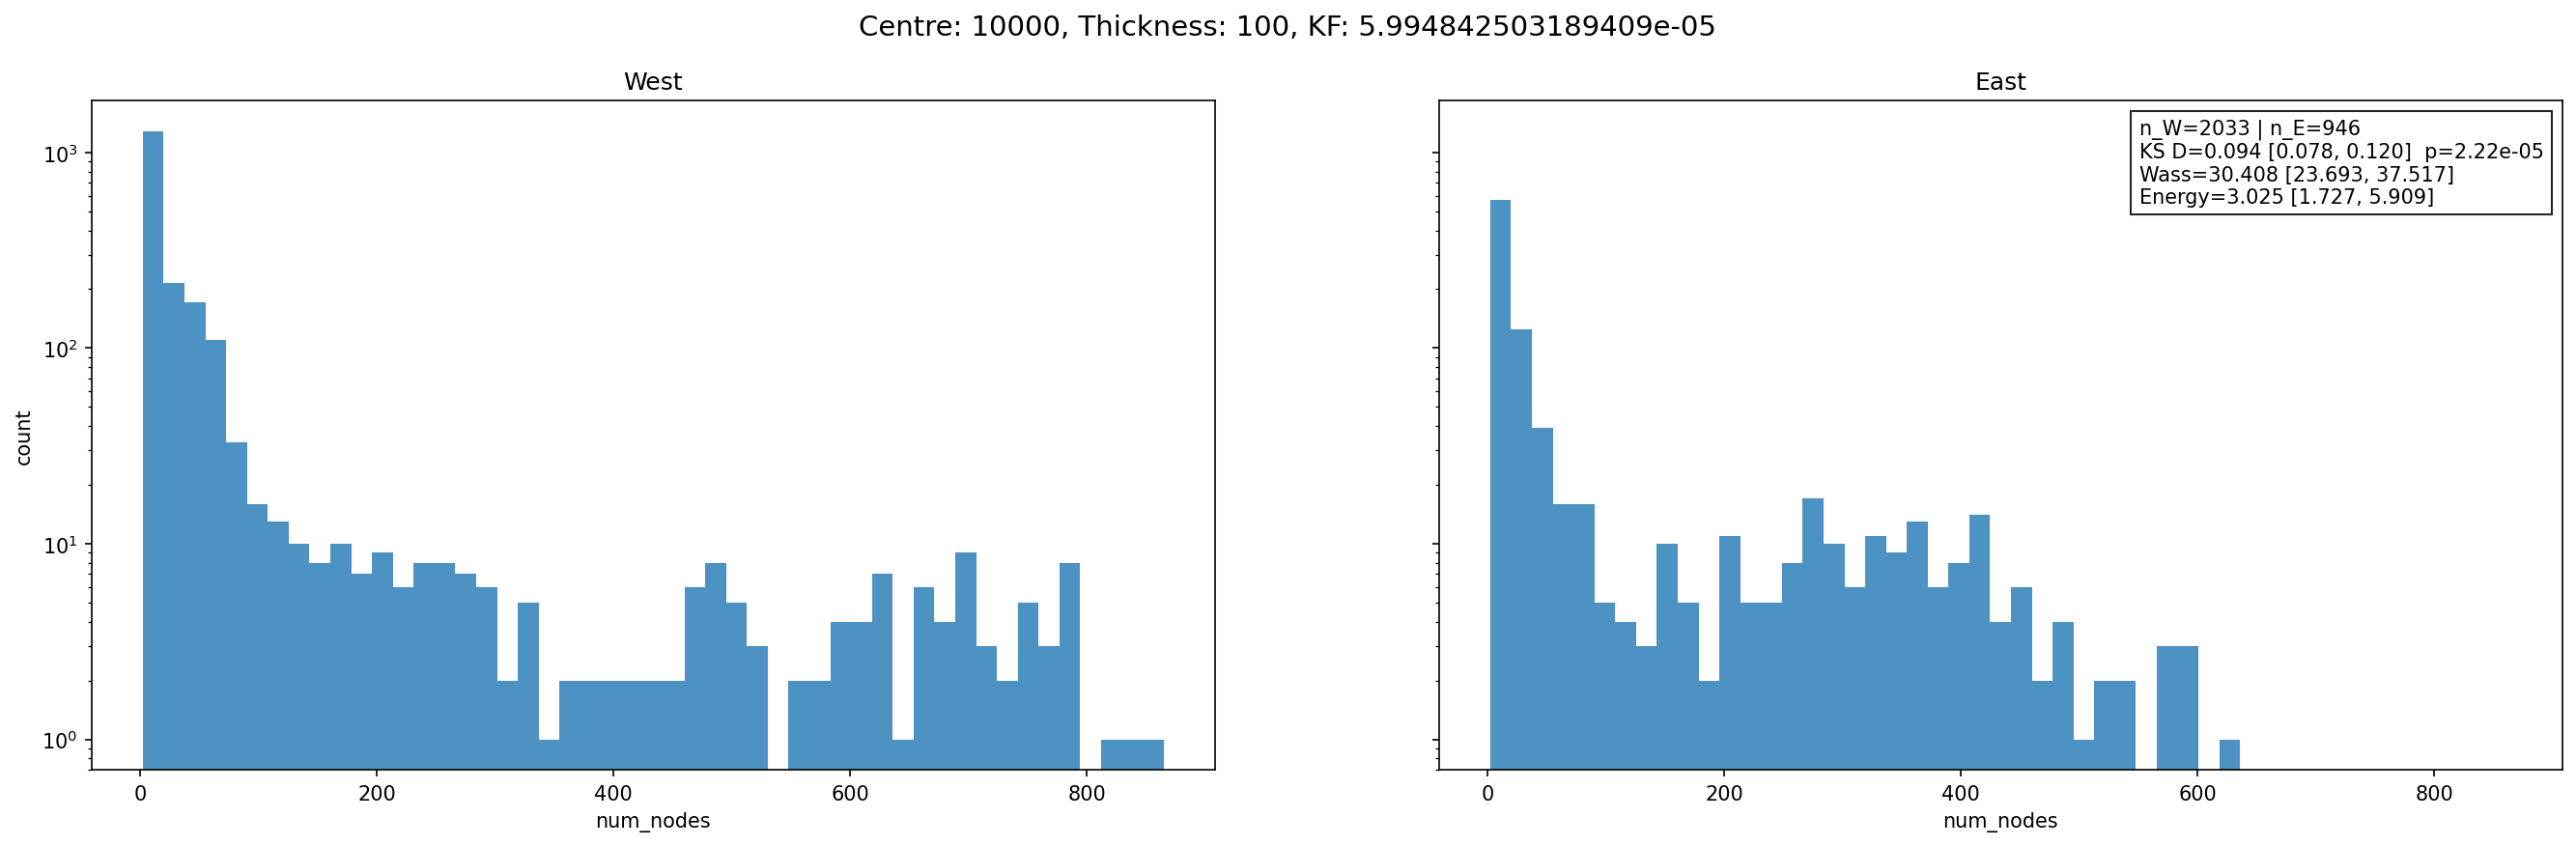 Centre: 10000, Thickness: 100, KF: 5.994842503189409e-05
West
10³
10²
10¹
10⁰
count
0 200 400 600 800
num_nodes
East
n_W=2033 | n_E=946
KS D=0.094 [0.078, 0.120]  p=2.22e-05
Wass=30.408 [23.693, 37.517]
Energy=3.025 [1.727, 5.909]
0 200 400 600 800
num_nodes